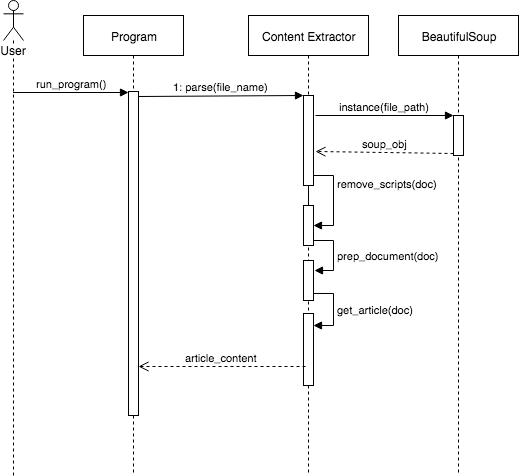 User
Program
Content Extractor
BeautifulSoup
run_program()
1: parse(file_name)
instance(file_path)
soup_obj
remove_scripts(doc)
prep_document(doc)
get_article(doc)
article_content